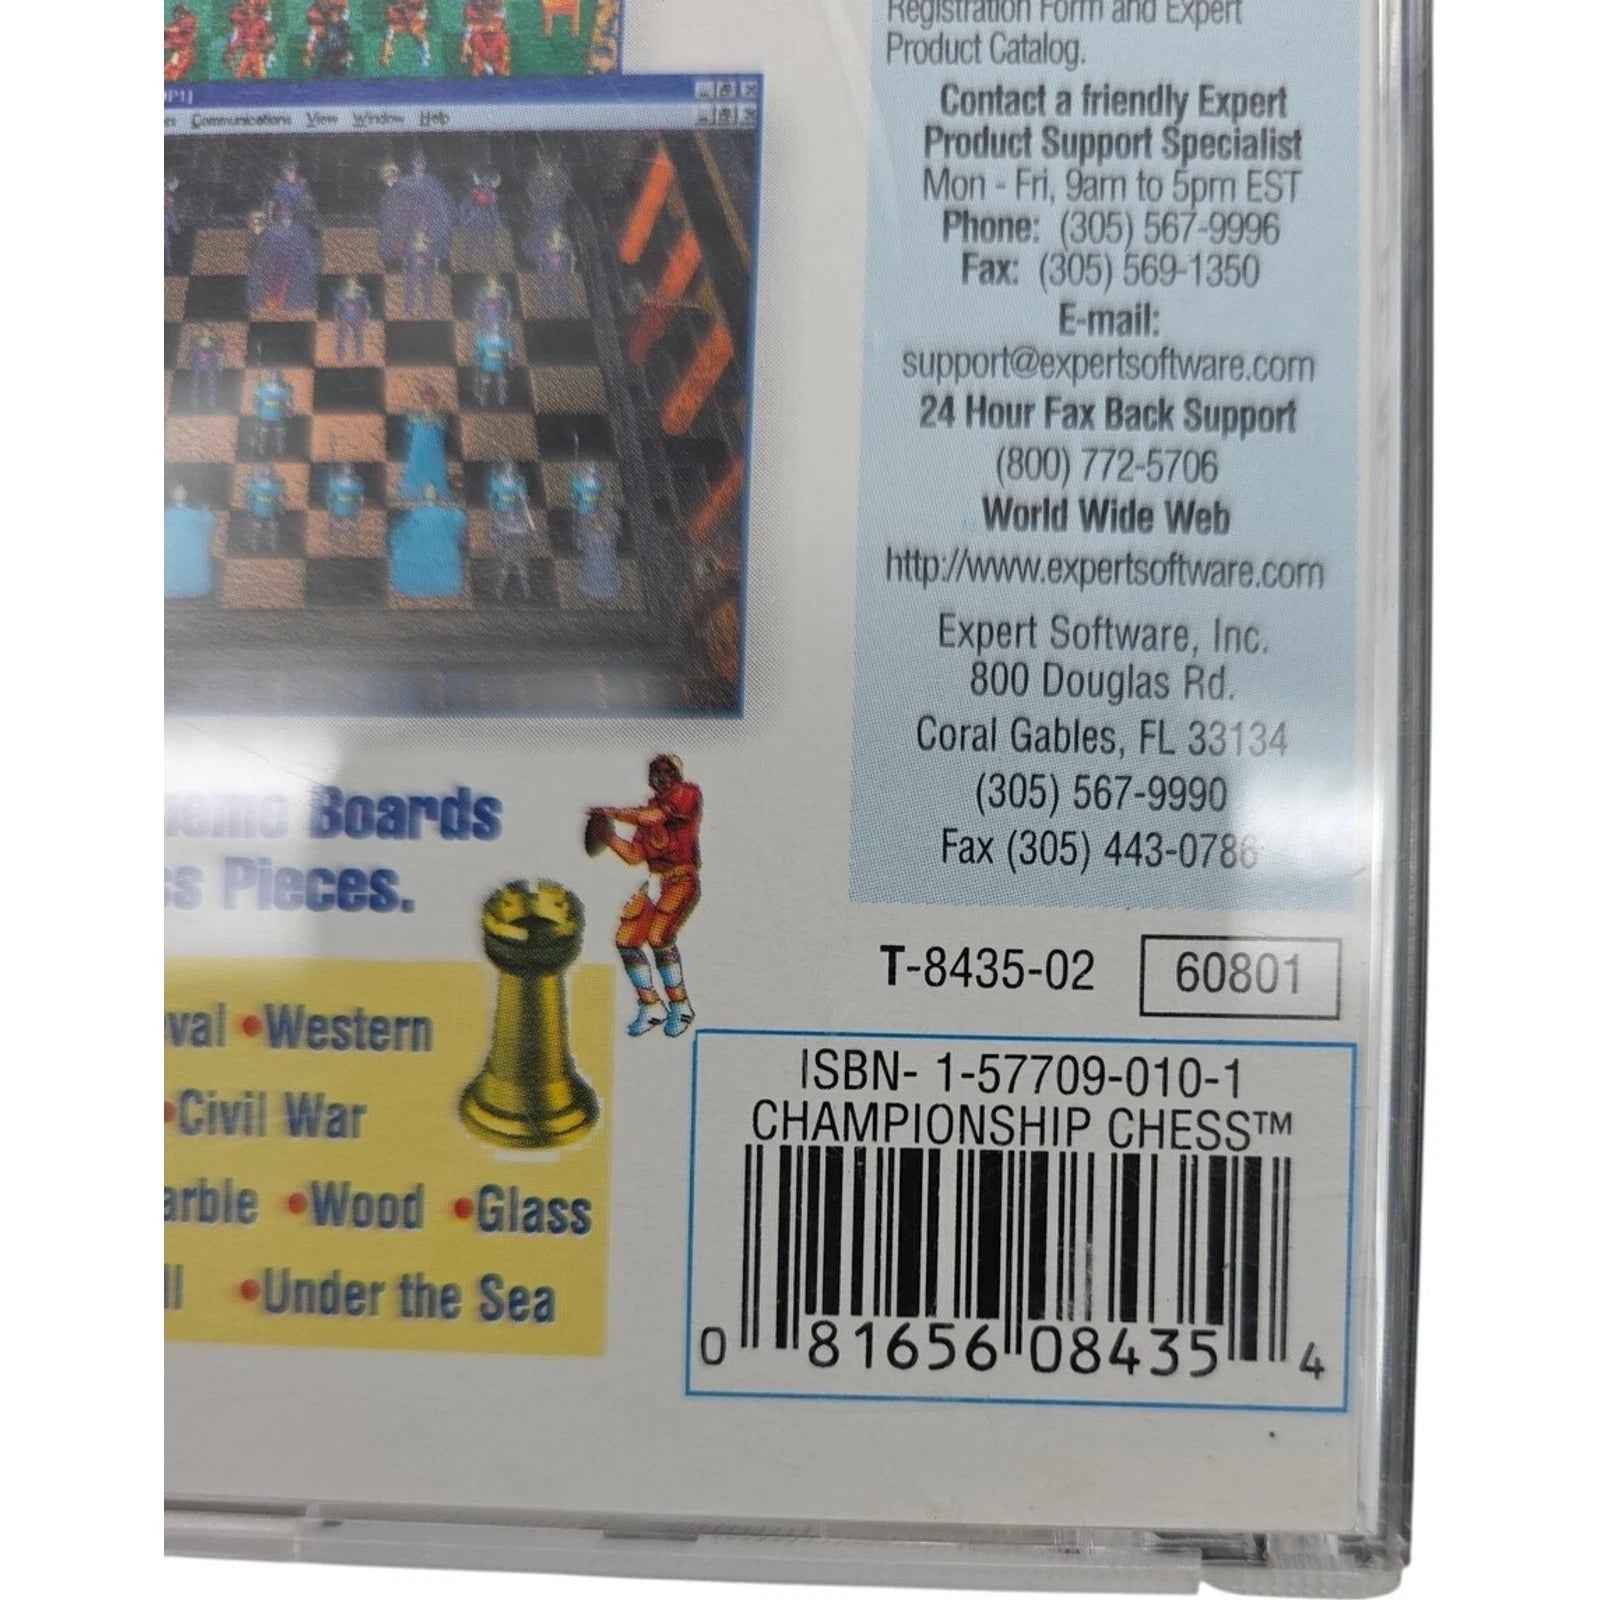 Registration Form and Expert
Product Catalog.
Contact a friendly Expert
Product Support Specialist
Mon - Fri, 9am to 5pm EST
Phone: (305) 567-9996
Fax: (305) 569-1350
E-mail:
support@expertsoftware.com
24 Hour Fax Back Support
(800) 772-5706
World Wide Web
http://www.expertsoftware.com
Expert Software, Inc.
800 Douglas Rd.
Coral Gables, FL 33134
(305) 567-9990
Fax (305) 443-0786
Communications View Window Help
Boards
Pieces.
•Western
•Civil War
•Wood •Glass
•Under the Sea
T-8435-02 60801
ISBN- 1-57709-010-1
CHAMPIONSHIP CHESS™
0 81656 08435 4